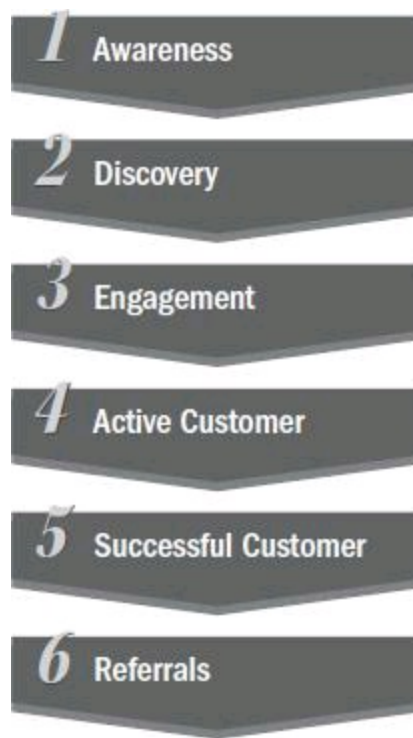 1 Awareness
2 Discovery
3 Engagement
4 Active Customer
5 Successful Customer
6 Referrals